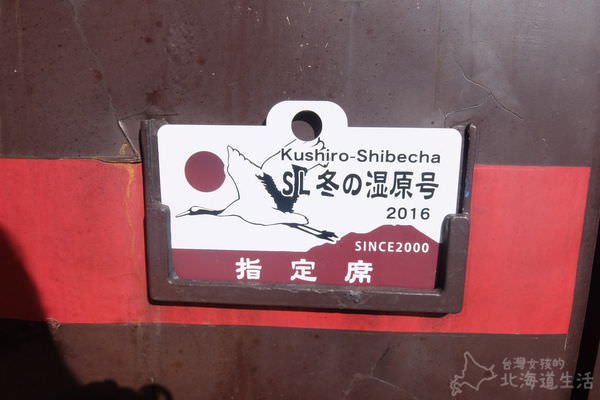 Kushiro-Shibecha
SL冬の湿原号
2016
SINCE2000
指定席
台灣女孩的
北海道生活